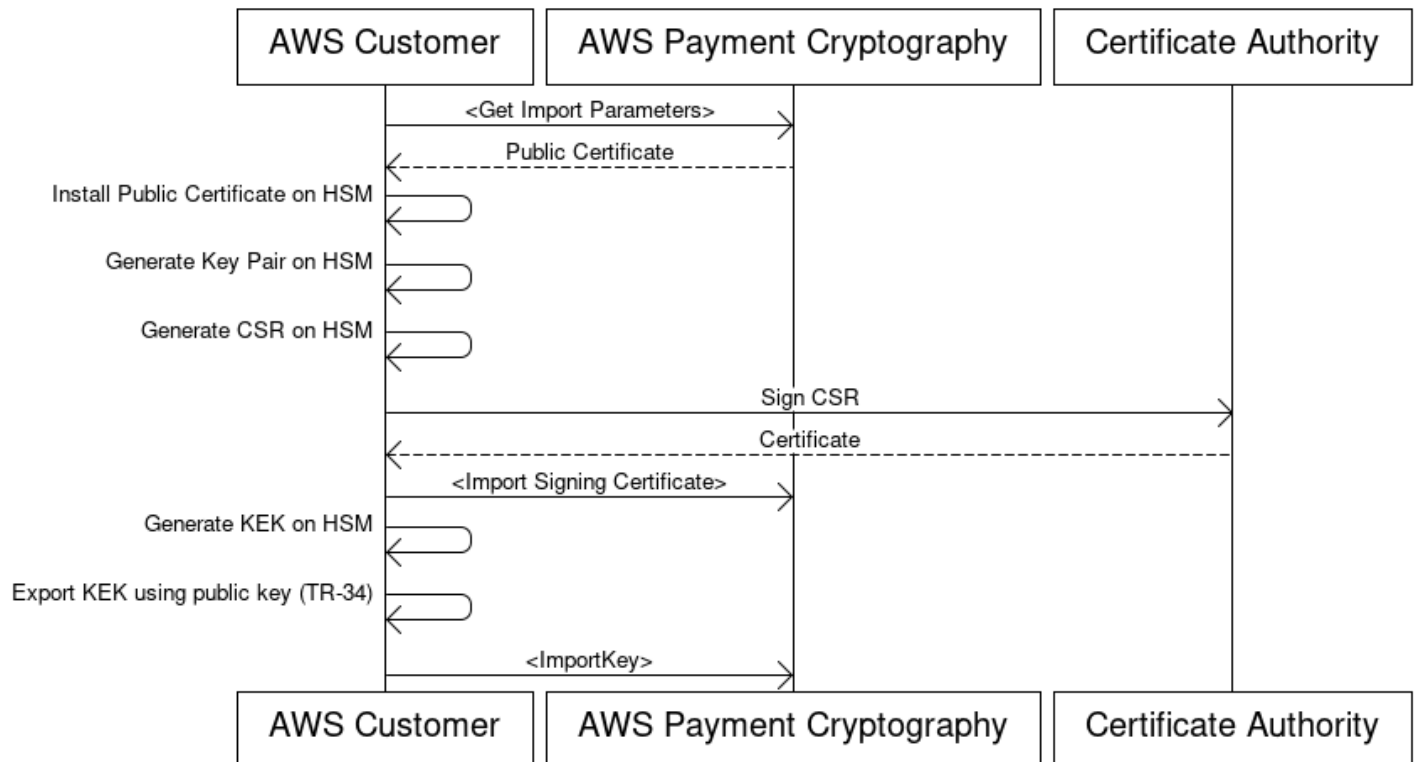 AWS Customer
AWS Payment Cryptography
Certificate Authority
<Get Import Parameters>
Public Certificate
Install Public Certificate on HSM
Generate Key Pair on HSM
Generate CSR on HSM
Sign CSR
Certificate
<Import Signing Certificate>
Generate KEK on HSM
Export KEK using public key (TR-34)
<ImportKey>
AWS Customer
AWS Payment Cryptography
Certificate Authority